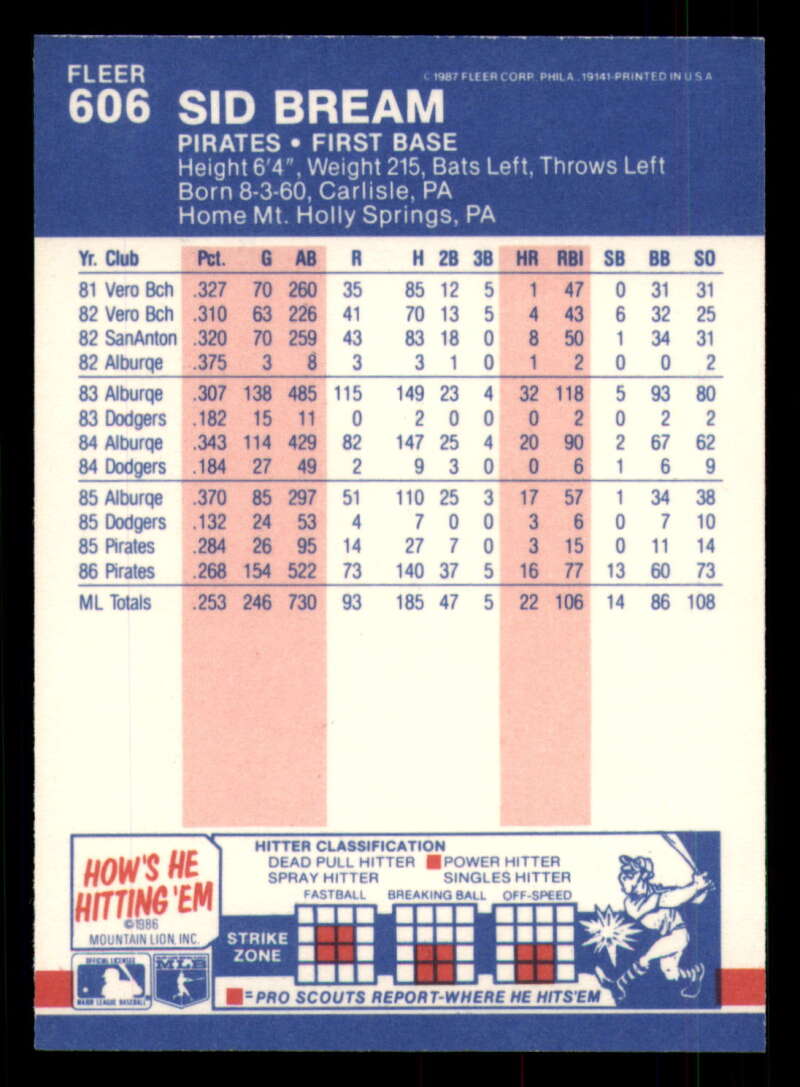 FLEER
© 1987 FLEER CORP. PHILA., 19141-PRINTED IN U S A
606 SID BREAM
PIRATES • FIRST BASE
Height 6'4", Weight 215, Bats Left, Throws Left
Born 8-3-60, Carlisle, PA
Home Mt. Holly Springs, PA
Yr. Club Pct. G AB R H 2B 3B HR RBI SB BB SO
81 Vero Bch .327 70 260 35 85 12 5 1 47 0 31 31
82 Vero Bch .310 63 226 41 70 13 5 4 43 6 32 25
82 SanAnton .320 70 259 43 83 18 0 8 50 1 34 31
82 Alburqe .375 3 8 3 3 1 0 1 2 0 0 2
83 Alburqe .307 138 485 115 149 23 4 32 118 5 93 80
83 Dodgers .182 15 11 0 2 0 0 0 2 0 2 2
84 Alburqe .343 114 429 82 147 25 4 20 90 2 67 62
84 Dodgers .184 27 49 2 9 3 0 0 6 1 6 9
85 Alburqe .370 85 297 51 110 25 3 17 57 1 34 38
85 Dodgers .132 24 53 4 7 0 0 3 6 0 7 10
85 Pirates .284 26 95 14 27 7 0 3 15 0 11 14
86 Pirates .268 154 522 73 140 37 5 16 77 13 60 73
ML Totals .253 246 730 93 185 47 5 22 106 14 86 108
HOW'S HE
HITTING 'EM
©1986
MOUNTAIN LION, INC.
HITTER CLASSIFICATION
DEAD PULL HITTER POWER HITTER
SPRAY HITTER SINGLES HITTER
FASTBALL BREAKING BALL OFF-SPEED
STRIKE
ZONE
=PRO SCOUTS REPORT-WHERE HE HITS'EM
OFFICIAL LICENSEE
MAJOR LEAGUE BASEBALL
MLB